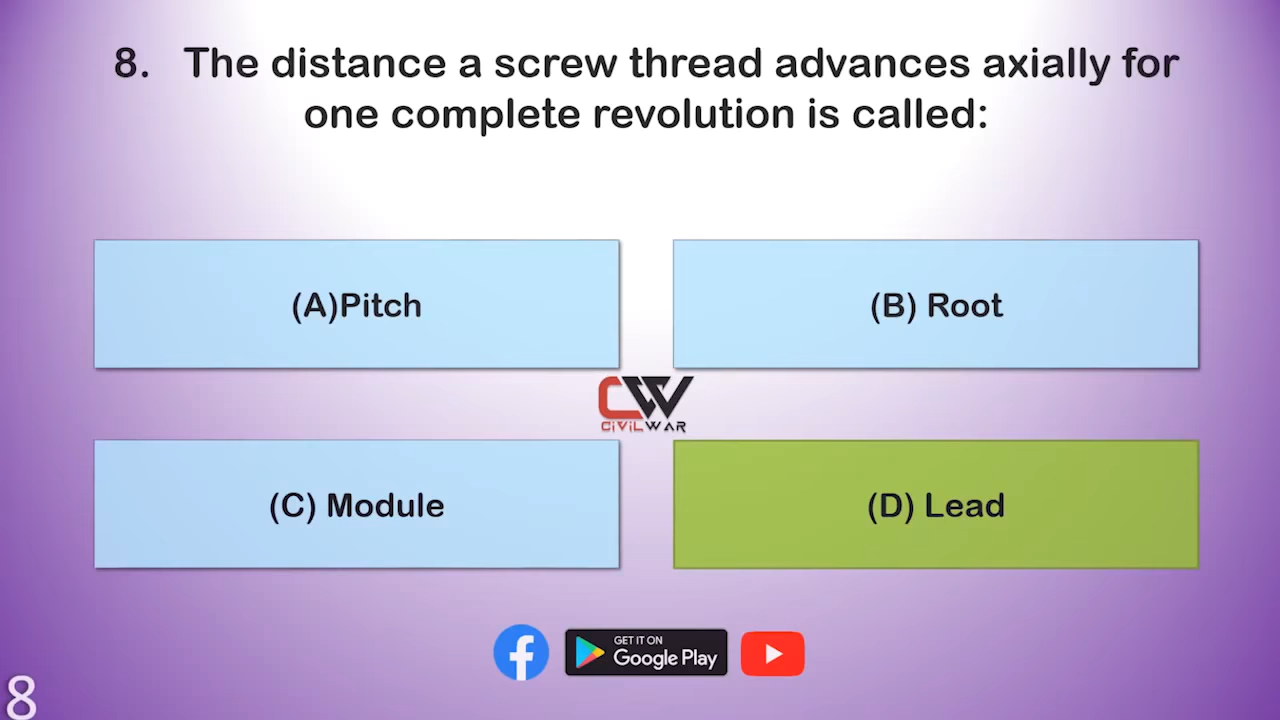 8. The distance a screw thread advances axially for
one complete revolution is called:
(A)Pitch
(B) Root
(C) Module
(D) Lead
CW
CiViLWAR
GET IT ON
Google Play
8